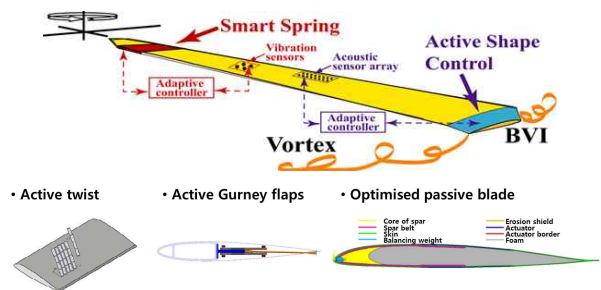 Smart Spring
Vibration
sensors
Acoustic
sensor array
Active Shape
Control
Adaptive
controller
Adaptive
controller
Vortex
BVI
• Active twist
• Active Gurney flaps
• Optimised passive blade
Core of spar
Spar belt
Skin
Balancing weight
Erosion shield
Actuator
Actuator border
Foam